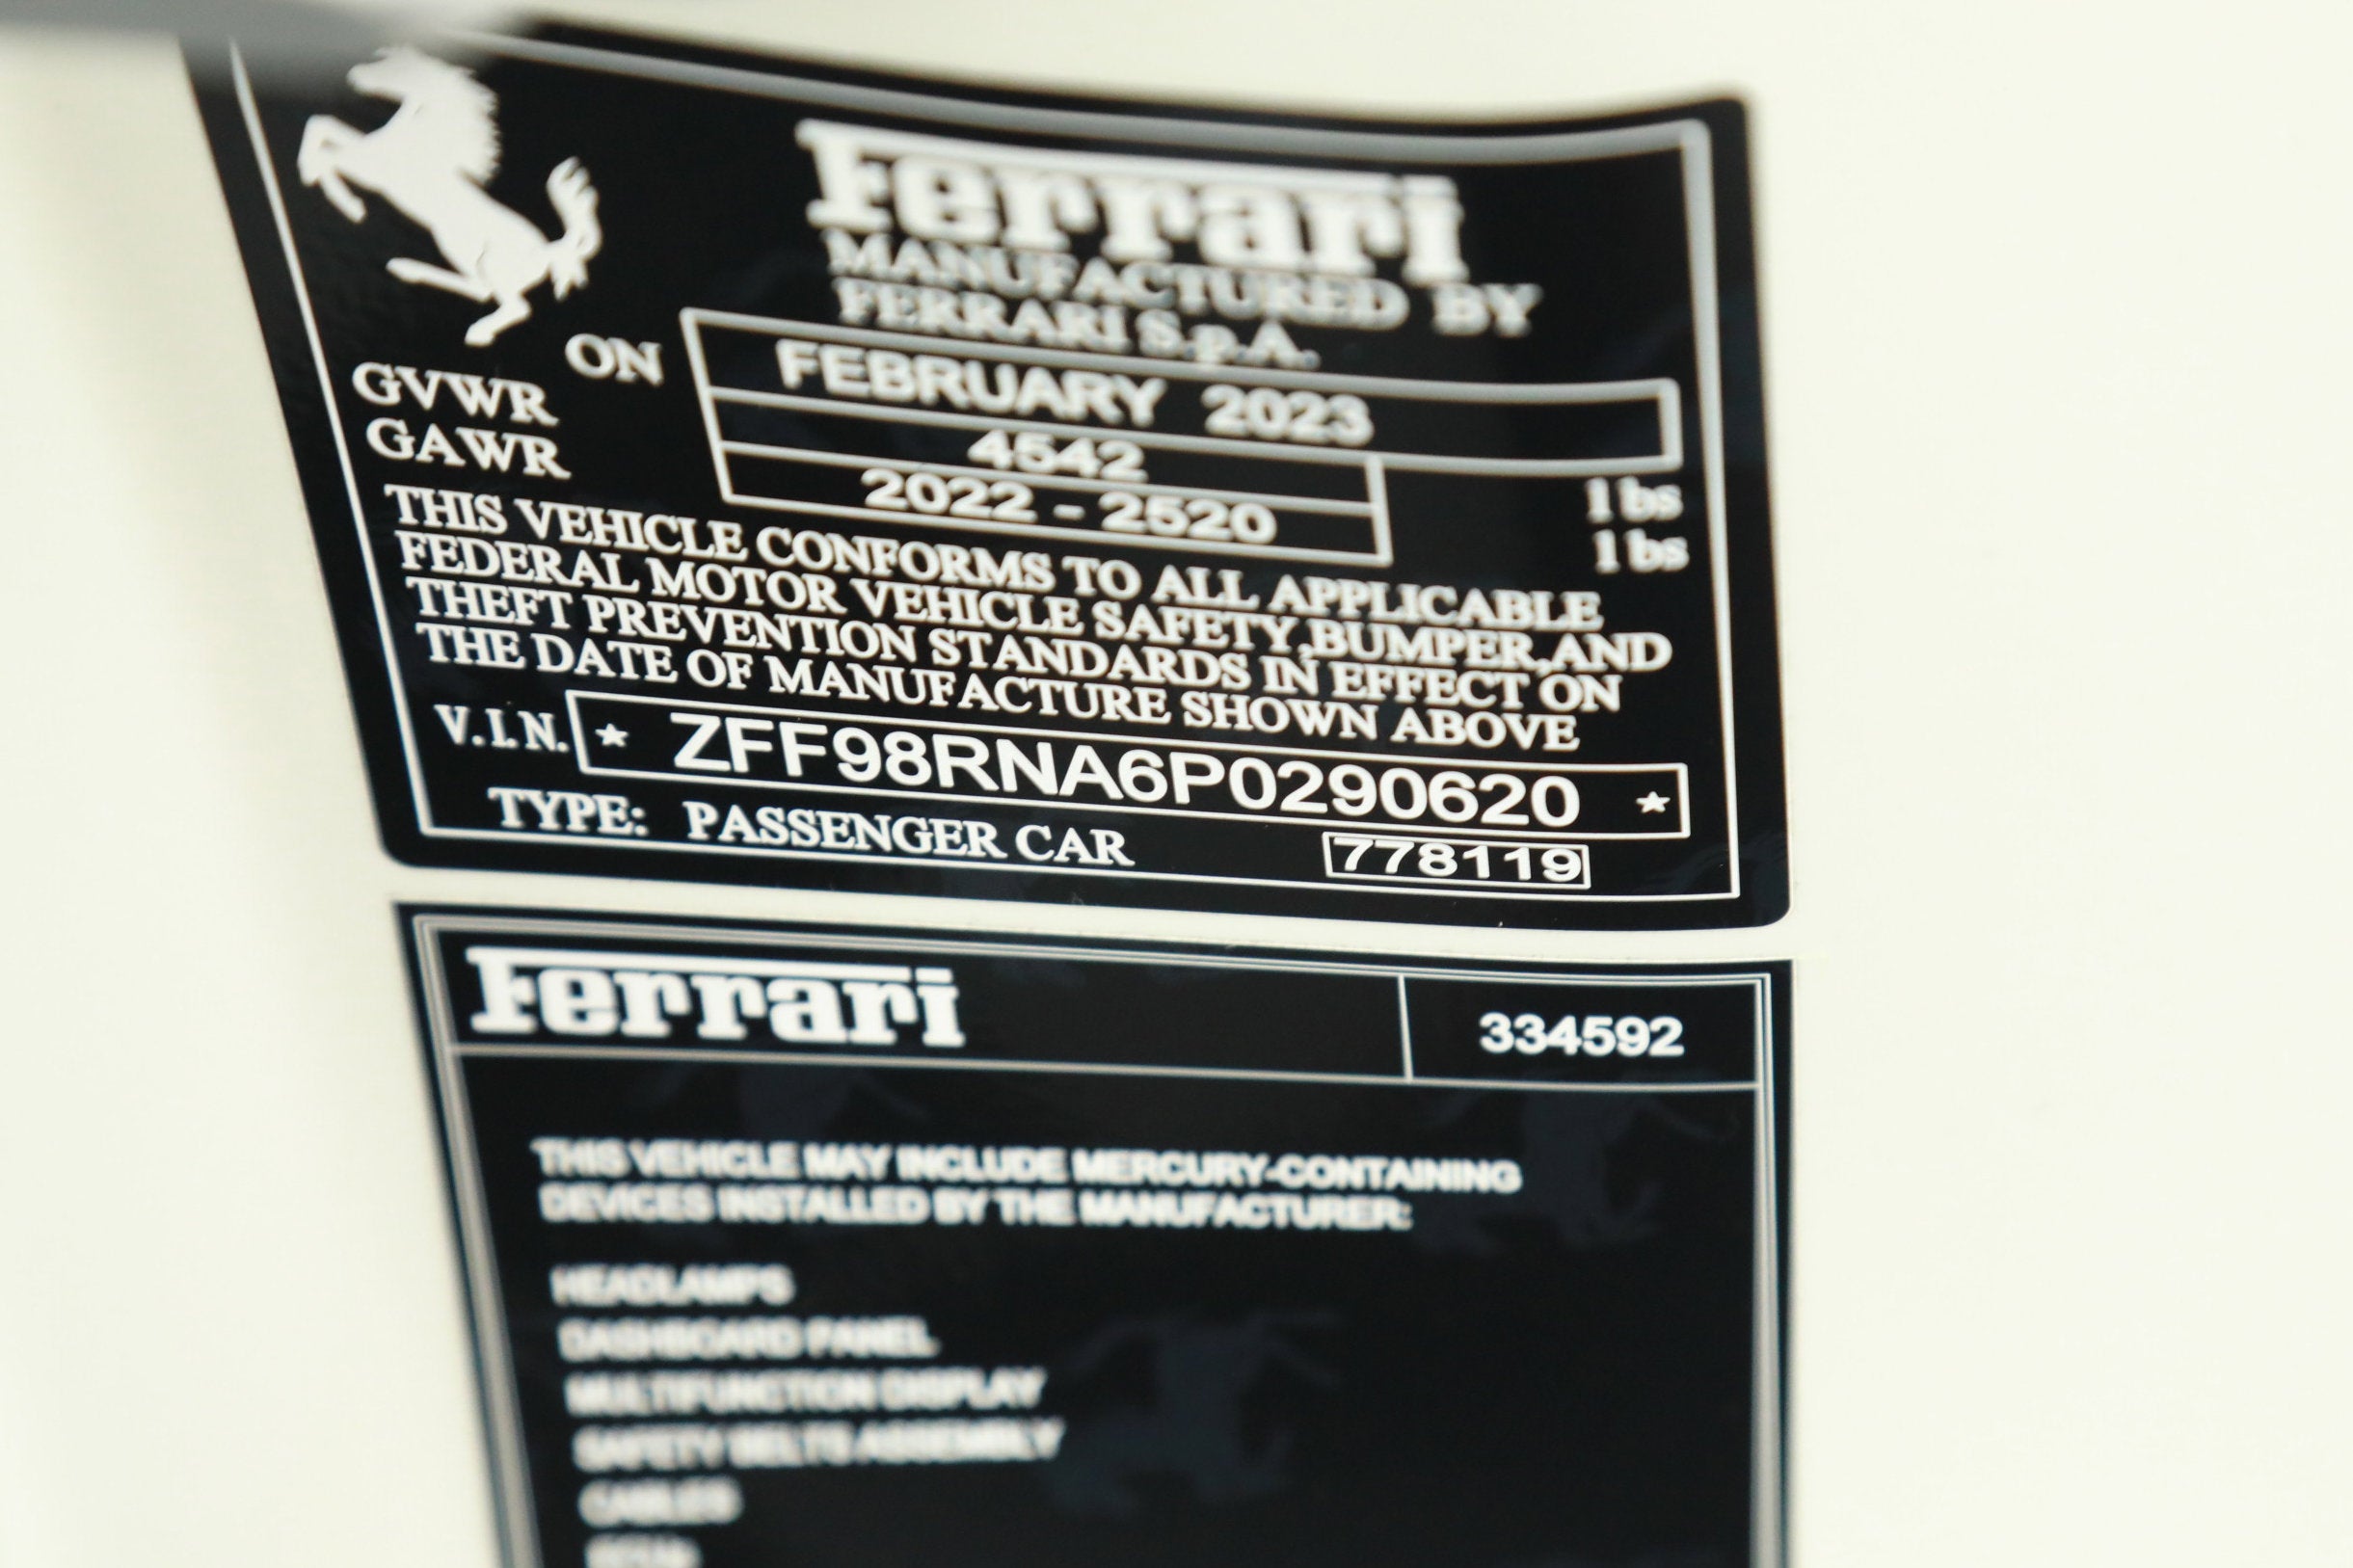 Ferrari
MANUFACTURED BY
FERRARI S.p.A.
ON FEBRUARY 2023
GVWR 4542 lbs
GAWR 2022 - 2520 lbs
THIS VEHICLE CONFORMS TO ALL APPLICABLE
FEDERAL MOTOR VEHICLE SAFETY,BUMPER,AND
THEFT PREVENTION STANDARDS IN EFFECT ON
THE DATE OF MANUFACTURE SHOWN ABOVE
V.I.N. ★ ZFF98RNA6P0290620 ★
TYPE: PASSENGER CAR 778119
Ferrari 334592
THIS VEHICLE MAY INCLUDE MERCURY-CONTAINING
DEVICES INSTALLED BY THE MANUFACTURER:
HEADLAMPS
DASHBOARD PANEL
MULTIFUNCTION DISPLAY
SAFETY BELTS ASSEMBLY
CABLES